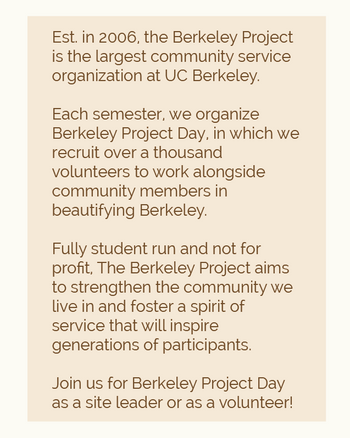 Est. in 2006, the Berkeley Project
is the largest community service
organization at UC Berkeley.
Each semester, we organize
Berkeley Project Day, in which we
recruit over a thousand
volunteers to work alongside
community members in
beautifying Berkeley.
Fully student run and not for
profit, The Berkeley Project aims
to strengthen the community we
live in and foster a spirit of
service that will inspire
generations of participants.
Join us for Berkeley Project Day
as a site leader or as a volunteer!